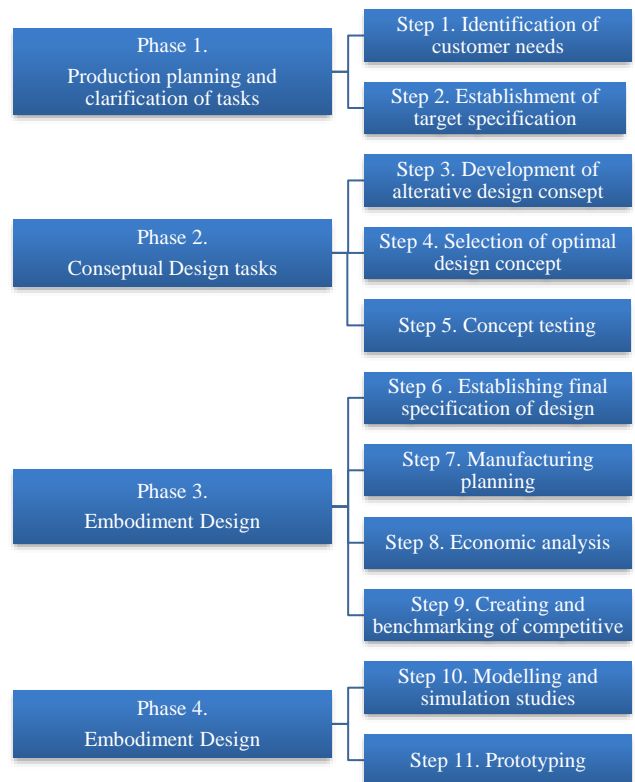 Phase 1.
Production planning and
clarification of tasks
Step 1. Identification of
customer needs
Step 2. Establishment of
target specification
Phase 2.
Conseptual Design tasks
Step 3. Development of
alterative design consept
Step 4. Selection of optimal
design concept
Step 5. Concept testing
Phase 3.
Embodiment Design
Step 6 . Establishing final
specification of design
Step 7. Manufacturing
planning
Step 8. Economic analysis
Step 9. Creating and
benchmarking of competitive
Phase 4.
Embodiment Design
Step 10. Modelling and
simulation studies
Step 11. Prototyping